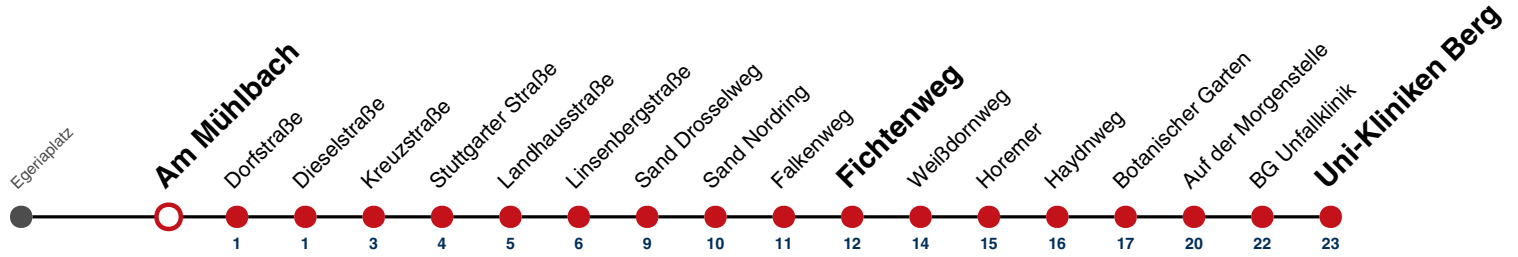 Egeriaplatz
Am Mühlbach
Dorfstraße
Dieselstraße
Kreuzstraße
Stuttgarter Straße
Landhausstraße
Linsenbergstraße
Sand Drosselweg
Sand Nordring
Falkenweg
Fichtenweg
Weißdornweg
Horemer
Haydnweg
Botanischer Garten
Auf der Morgenstelle
BG Unfallklinik
Uni-Kliniken Berg
1 1 3 4 5 6 9 10 11 12 14 15 16 17 20 22 23